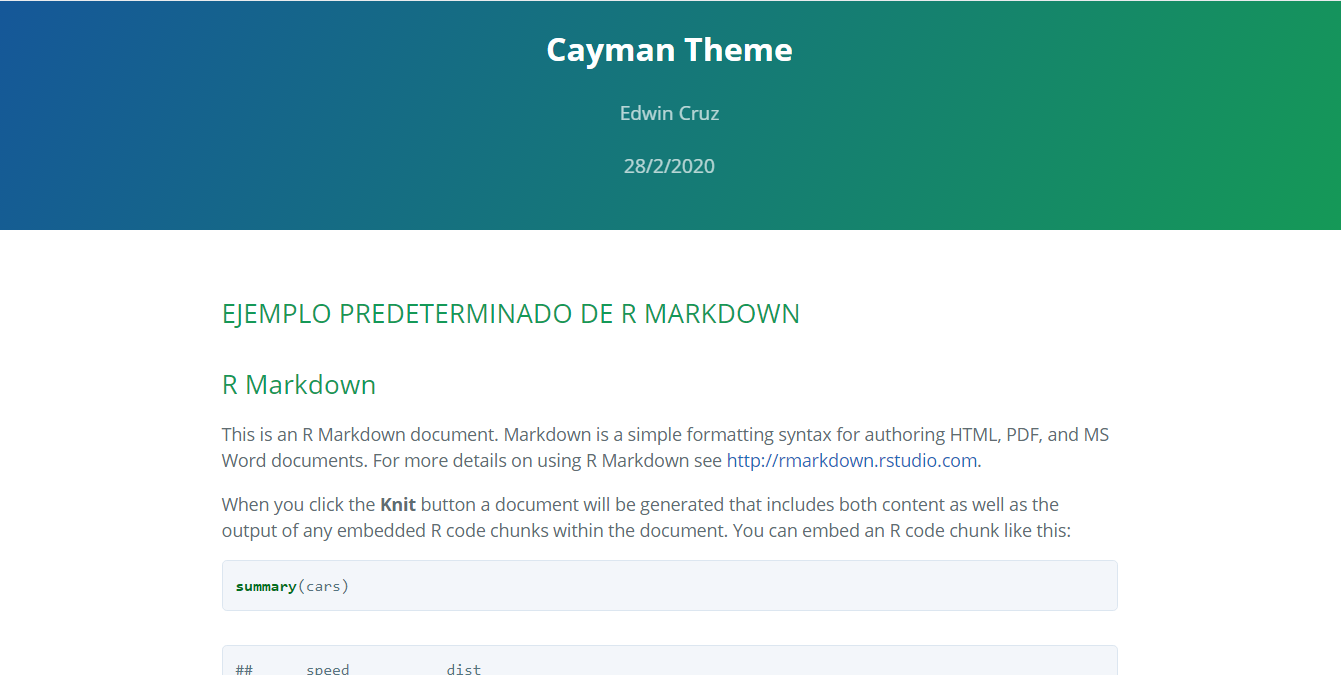 Cayman Theme
Edwin Cruz
28/2/2020
EJEMPLO PREDETERMINADO DE R MARKDOWN
R Markdown
This is an R Markdown document. Markdown is a simple formatting syntax for authoring HTML, PDF, and MS
Word documents. For more details on using R Markdown see http://rmarkdown.rstudio.com.
When you click the Knit button a document will be generated that includes both content as well as the
output of any embedded R code chunks within the document. You can embed an R code chunk like this:
summary(cars)
## speed dist